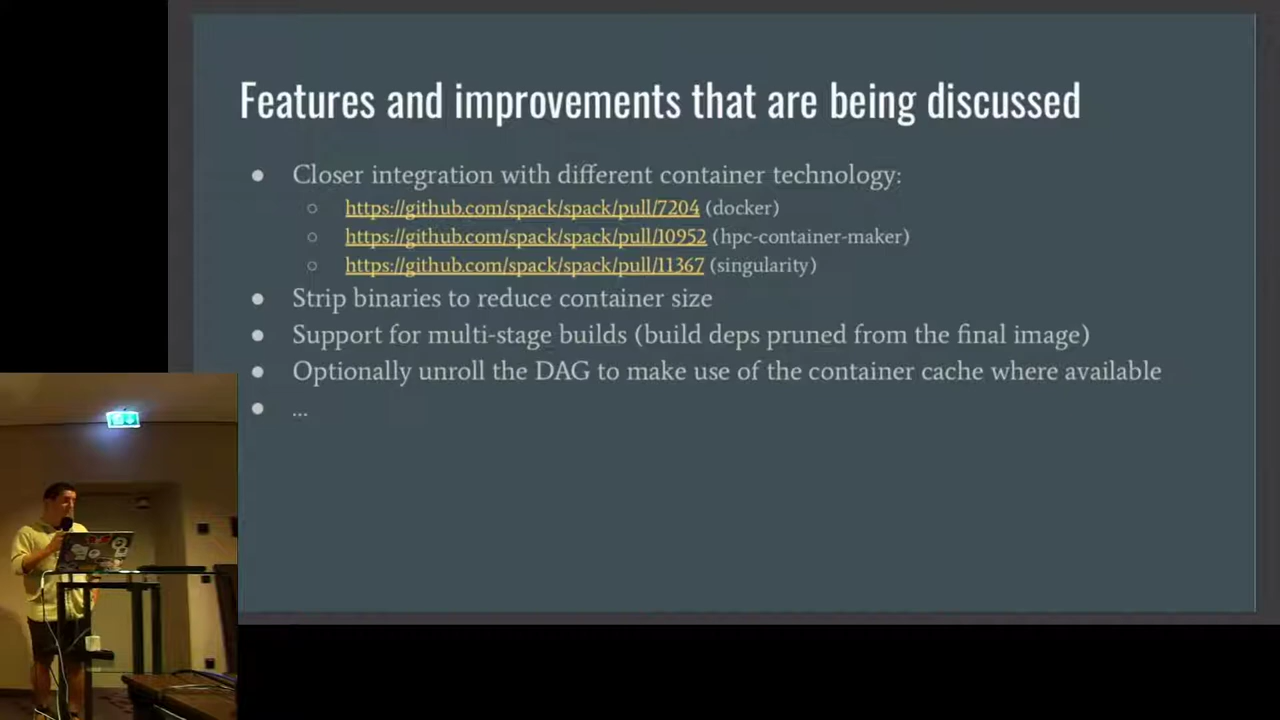 Features and improvements that are being discussed
● Closer integration with different container technology:
○ https://github.com/spack/spack/pull/7204 (docker)
○ https://github.com/spack/spack/pull/10952 (hpc-container-maker)
○ https://github.com/spack/spack/pull/11367 (singularity)
● Strip binaries to reduce container size
● Support for multi-stage builds (build deps pruned from the final image)
● Optionally unroll the DAG to make use of the container cache where available
● ...